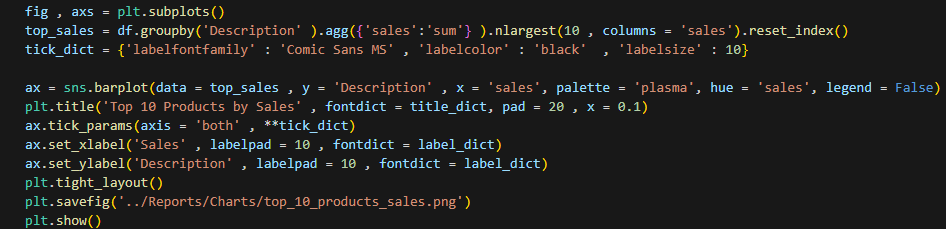 fig , axs = plt.subplots()
top_sales = df.groupby('Description' ).agg({'sales':'sum'} ).nlargest(10 , columns = 'sales').reset_index()
tick_dict = {'labelfontfamily' : 'Comic Sans MS' , 'labelcolor' : 'black'  , 'labelsize' : 10}
ax = sns.barplot(data = top_sales , y = 'Description' , x = 'sales', palette = 'plasma', hue = 'sales', legend = False)
plt.title('Top 10 Products by Sales' , fontdict = title_dict, pad = 20 , x = 0.1)
ax.tick_params(axis = 'both' , **tick_dict)
ax.set_xlabel('Sales' , labelpad = 10 , fontdict = label_dict)
ax.set_ylabel('Description' , labelpad = 10 , fontdict = label_dict)
plt.tight_layout()
plt.savefig('../Reports/Charts/top_10_products_sales.png')
plt.show()